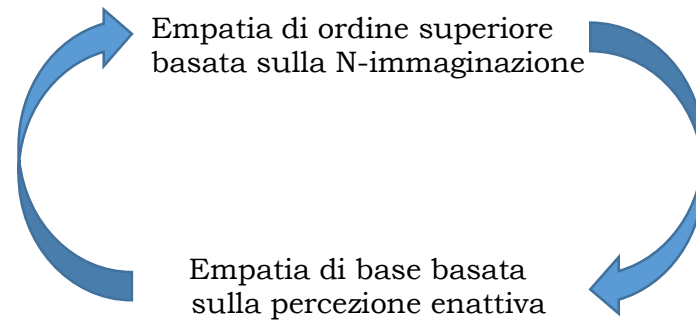 Empatia di ordine superiore
basata sulla N-immaginazione
Empatia di base basata
sulla percezione enattiva